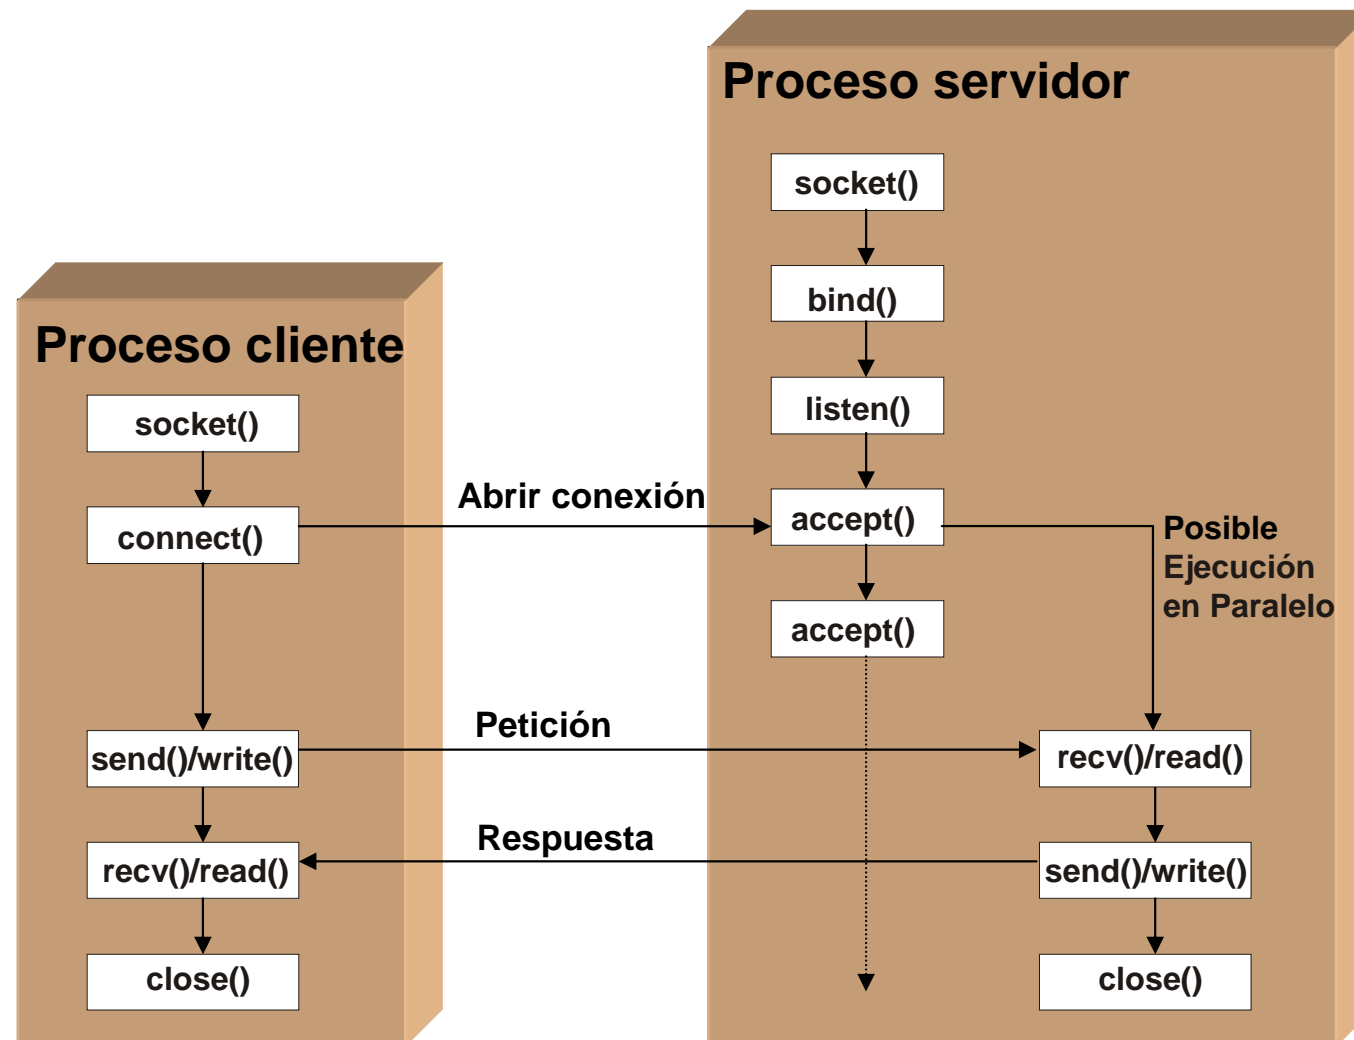 Proceso servidor
socket()
bind()
listen()
accept()
accept()
Posible
Ejecución
en Paralelo
recv()/read()
send()/write()
close()
Proceso cliente
socket()
connect()
send()/write()
recv()/read()
close()
Abrir conexión
Petición
Respuesta